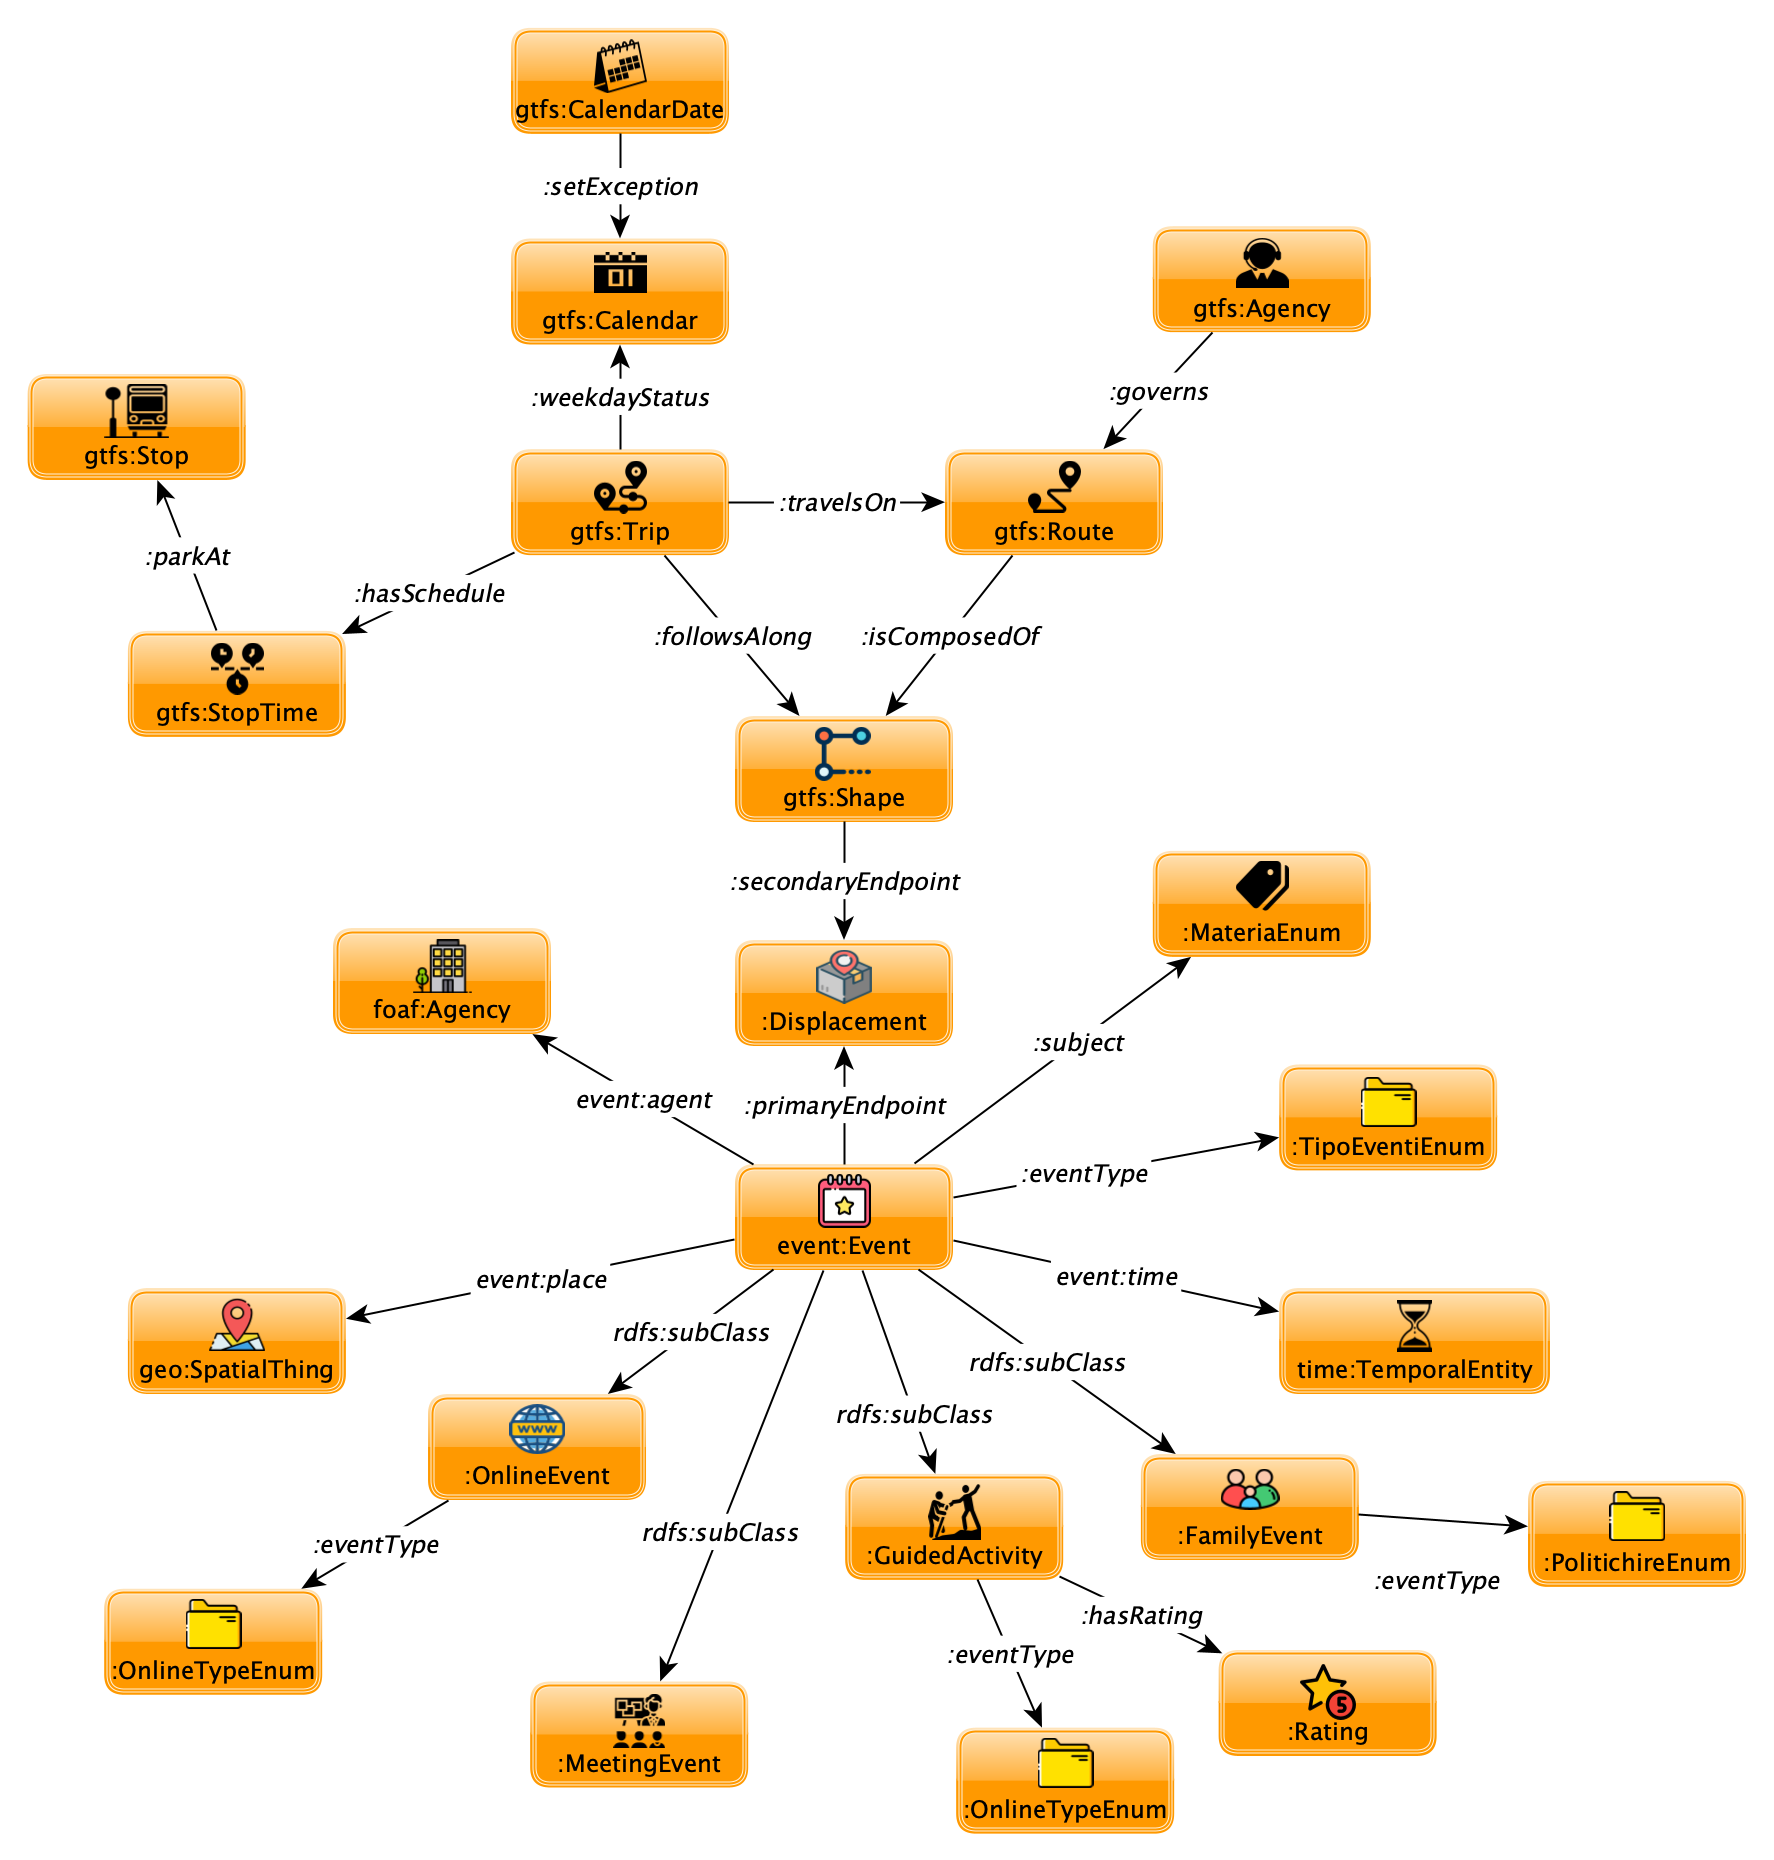 gtfs:CalendarDate
:setException
gtfs:Calendar
gtfs:Agency
:weekdayStatus
:governs
gtfs:Stop
gtfs:Trip
:travelsOn
gtfs:Route
:parkAt
:hasSchedule
:followsAlong
:isComposedOf
gtfs:StopTime
gtfs:Shape
:secondaryEndpoint
:MateriaEnum
foaf:Agency
:Displacement
:subject
event:agent
:primaryEndpoint
:TipoEventiEnum
:eventType
event:Event
event:place
event:time
geo:SpatialThing
rdfs:subClass
rdfs:subClass
time:TemporalEntity
rdfs:subClass
www
:OnlineEvent
rdfs:subClass
:eventType
:GuidedActivity
:FamilyEvent
:PolitichireEnum
:eventType
:hasRating
:eventType
:OnlineTypeEnum
5
:Rating
:MeetingEvent
:OnlineTypeEnum